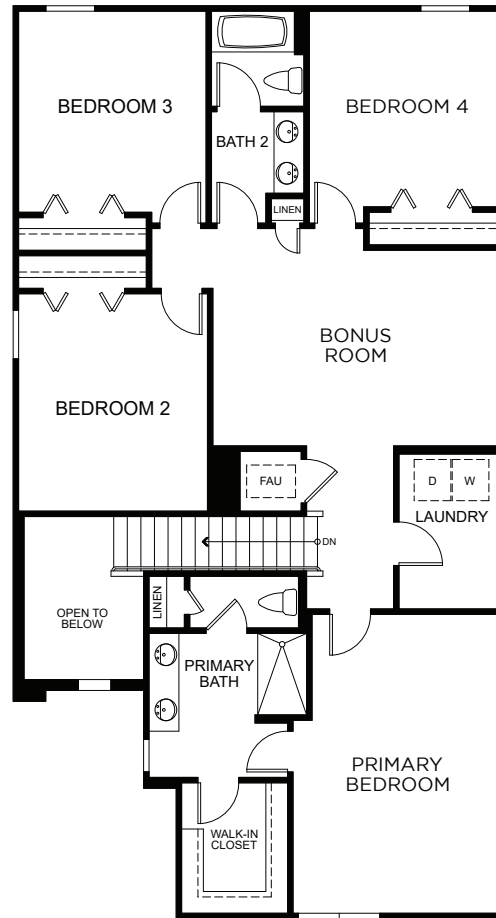 BEDROOM 3
BEDROOM 4
BATH 2
LINEN
BONUS
ROOM
BEDROOM 2
FAU
D
W
LAUNDRY
DN
OPEN TO
BELOW
LINEN
PRIMARY
BATH
PRIMARY
BEDROOM
WALK-IN
CLOSET